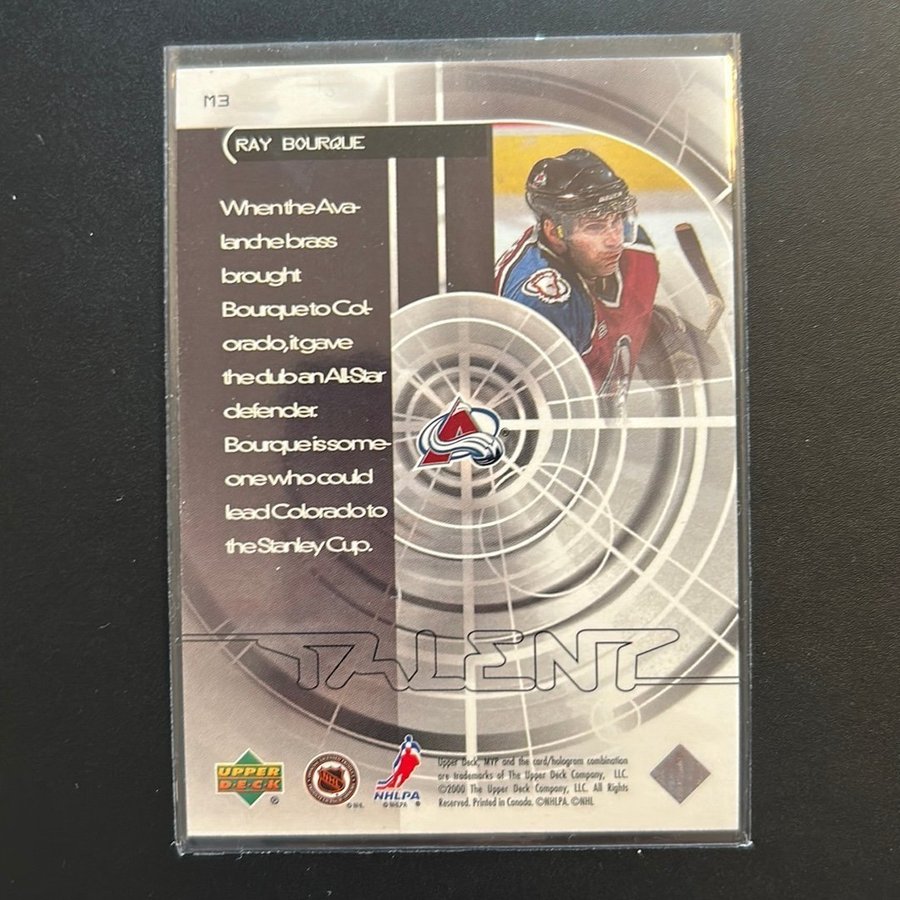 M3
RAY BOURQUE
When the Ava-
lanche brass
brought
Bourque to Col-
orado, it gave
the club an All-Star
defender.
Bourque is some-
one who could
lead Colorado to
the Stanley Cup.
TALENT
UPPER
DECK
NHL
NHLPA
Upper Deck, MVP and the card/hologram combination
are trademarks of The Upper Deck Company, LLC.
©2000 The Upper Deck Company, LLC. All Rights
Reserved. Printed in Canada. ©NHLPA. ©NHL